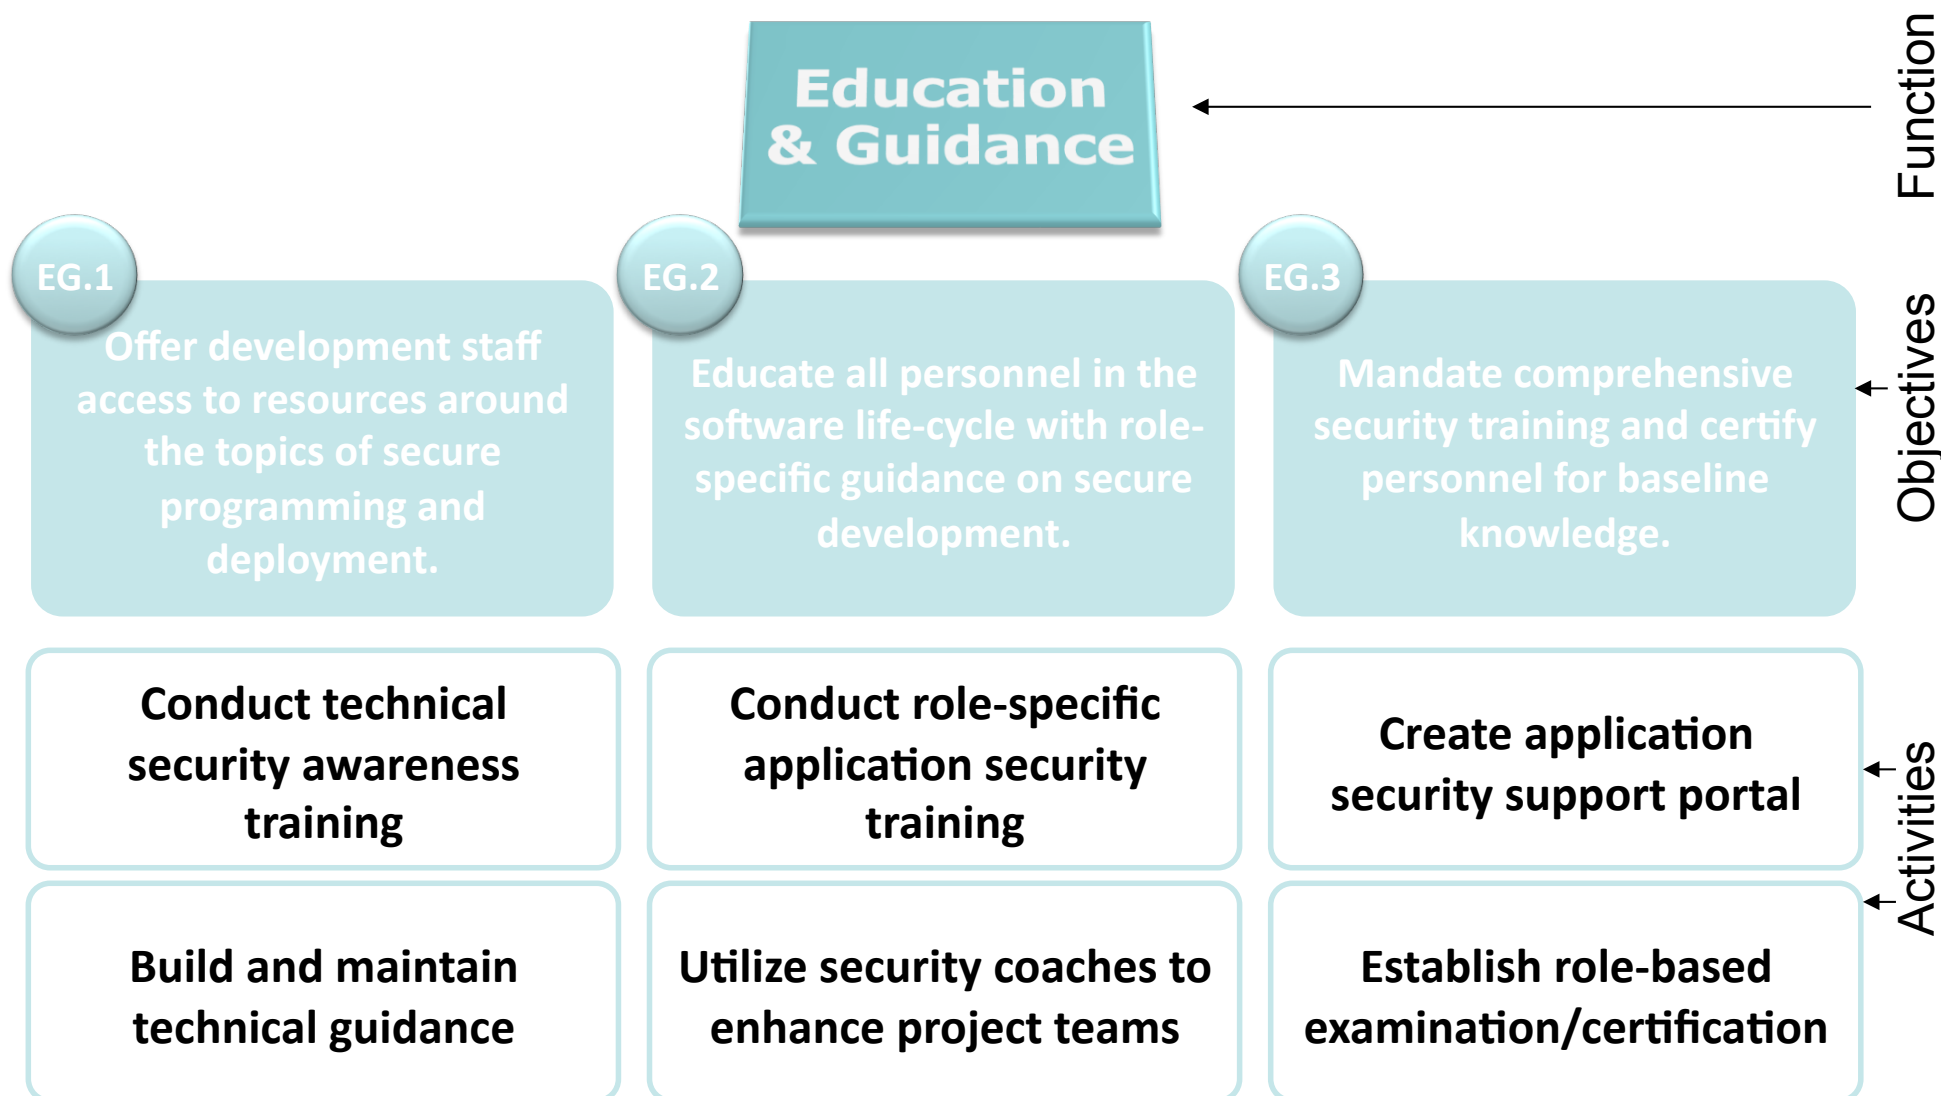 Education
& Guidance
Function
EG.1
Offer development staff
access to resources around
the topics of secure
programming and
deployment.
EG.2
Educate all personnel in the
software life-cycle with role-
specific guidance on secure
development.
EG.3
Mandate comprehensive
security training and certify
personnel for baseline
knowledge.
Objectives
Conduct technical
security awareness
training
Conduct role-specific
application security
training
Create application
security support portal
Activities
Build and maintain
technical guidance
Utilize security coaches to
enhance project teams
Establish role-based
examination/certification